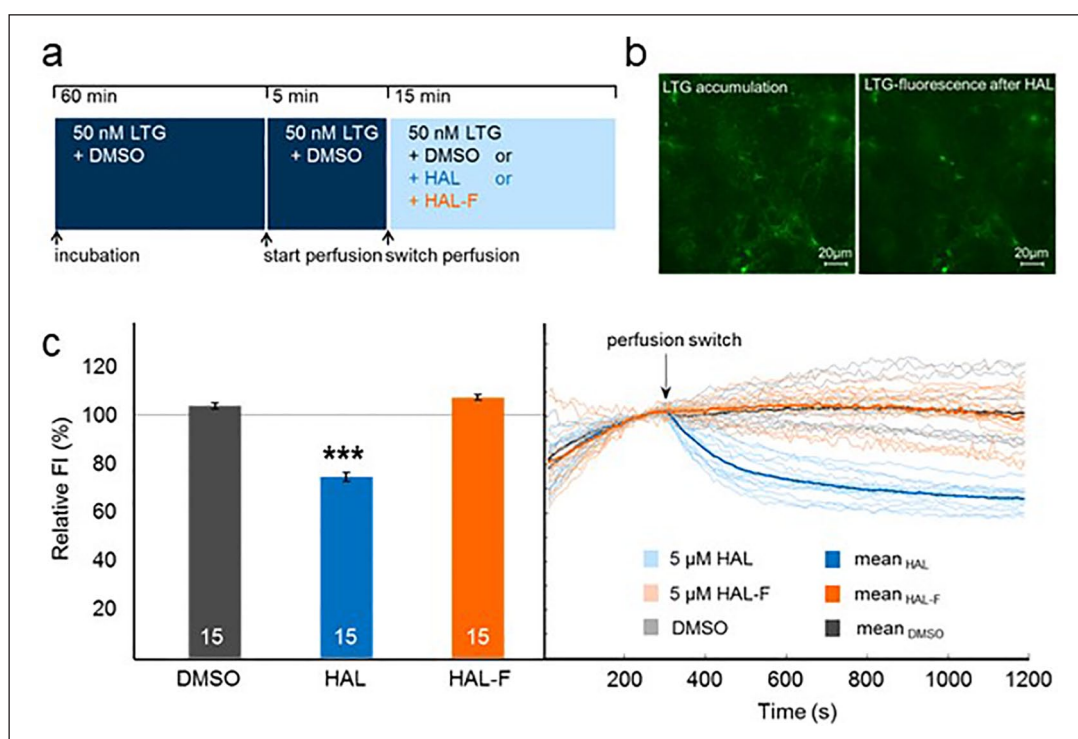 a
60 min 5 min 15 min
50 nM LTG
+ DMSO
50 nM LTG
+ DMSO
50 nM LTG
+ DMSO or
+ HAL or
+ HAL-F
incubation
start perfusion
switch perfusion
b
LTG accumulation
20µm
LTG-fluorescence after HAL
20µm
c
Relative FI (%)
120
100
80
60
40
20
***
15 15 15
DMSO HAL HAL-F
perfusion switch
5 µM HAL
5 µM HAL-F
DMSO
mean HAL
mean HAL-F
mean DMSO
200 400 600 800 1000 1200
Time (s)